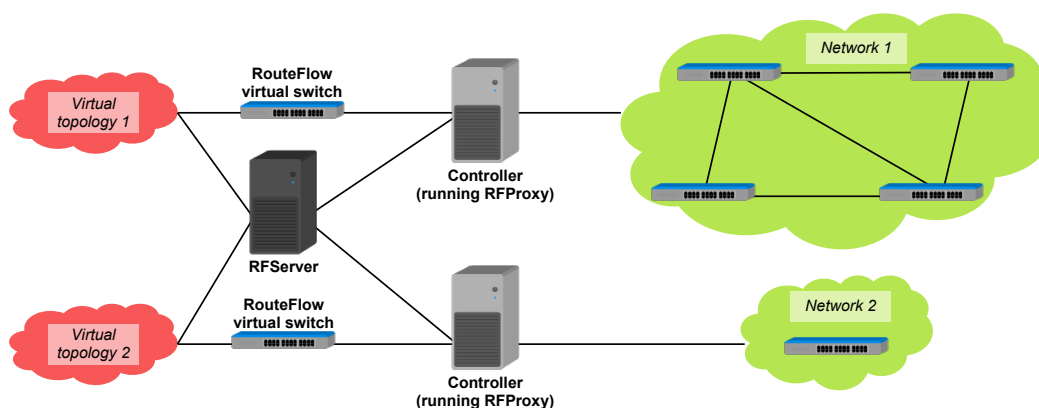 Network 1
RouteFlow
virtual switch
Virtual
topology 1
Controller
(running RFProxy)
RFServer
RouteFlow
virtual switch
Network 2
Virtual
topology 2
Controller
(running RFProxy)